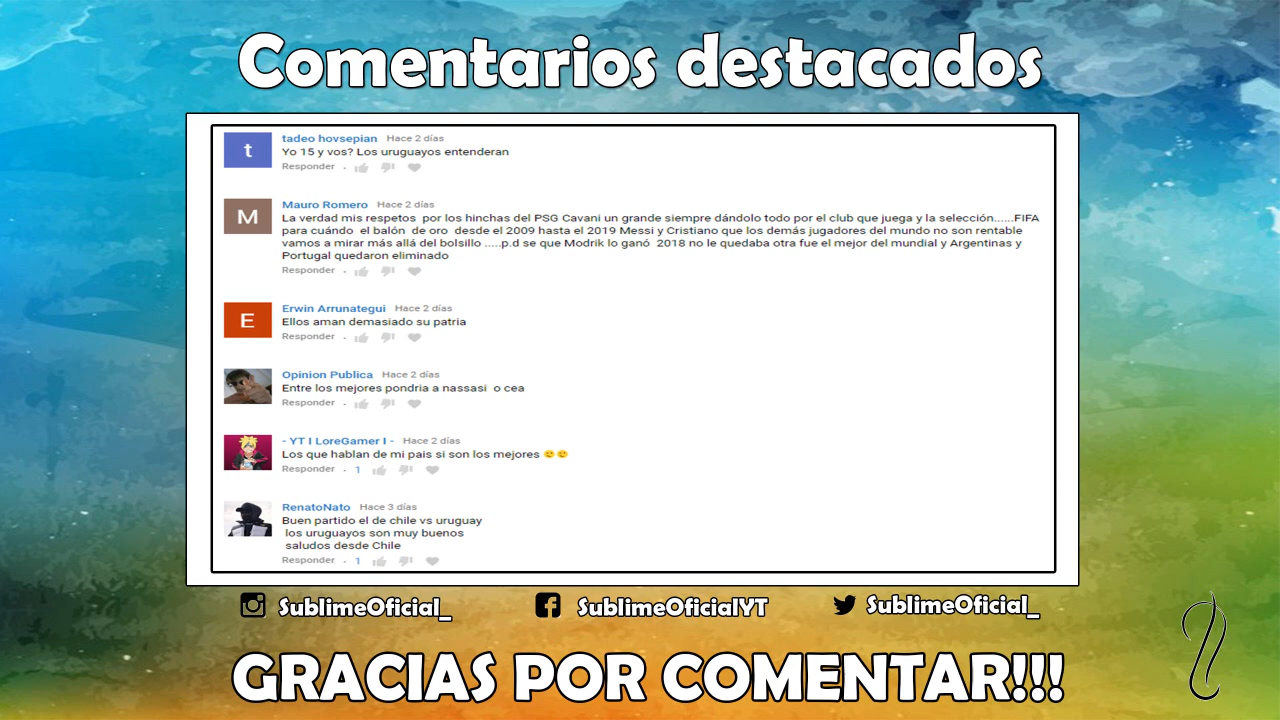 Comentarios destacados
t
tadeo hovsepian Hace 2 días
Yo 15 y vos? Los uruguayos entenderan
Responder
M
Mauro Romero Hace 2 días
La verdad mis respetos por los hinchas del PSG Cavani un grande siempre dándolo todo por el club que juega y la selección......FIFA
para cuándo el balón de oro desde el 2009 hasta el 2019 Messi y Cristiano que los demás jugadores del mundo no son rentable
vamos a mirar más allá del bolsillo .....p.d se que Modrik lo ganó 2018 no le quedaba otra fue el mejor del mundial y Argentinas y
Portugal quedaron eliminado
Responder
E
Erwin Arrunategui Hace 2 días
Ellos aman demasiado su patria
Responder
Opinion Publica Hace 2 días
Entre los mejores pondria a nassasi o cea
Responder
- YT I LoreGamer I - Hace 2 días
Los que hablan de mi pais si son los mejores
Responder 1
RenatoNato Hace 3 días
Buen partido el de chile vs uruguay
los uruguayos son muy buenos
saludos desde Chile
Responder 1
SublimeOficial_ SublimeOficialYT SublimeOficial_
GRACIAS POR COMENTAR!!!